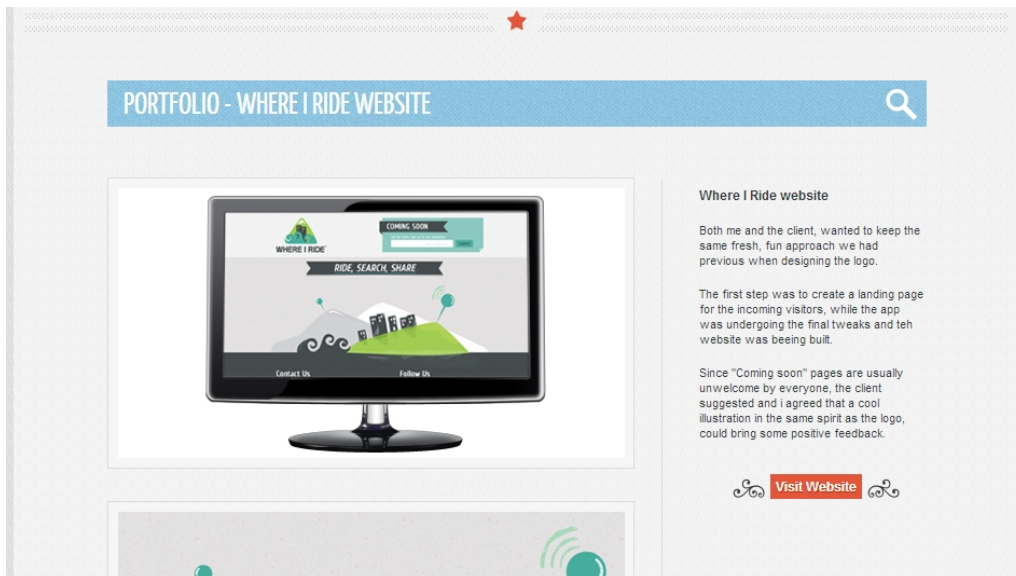 PORTFOLIO - WHERE I RIDE WEBSITE
WHERE I RIDE
COMING SOON
RIDE, SEARCH, SHARE
Contact Us
Follow Us
Where I Ride website
Both me and the client, wanted to keep the
same fresh, fun approach we had
previous when designing the logo.
The first step was to create a landing page
for the incoming visitors, while the app
was undergoing the final tweaks and teh
website was beeing built.
Since "Coming soon" pages are usually
unwelcome by everyone, the client
suggested and i agreed that a cool
illustration in the same spirit as the logo,
could bring some positive feedback.
Visit Website